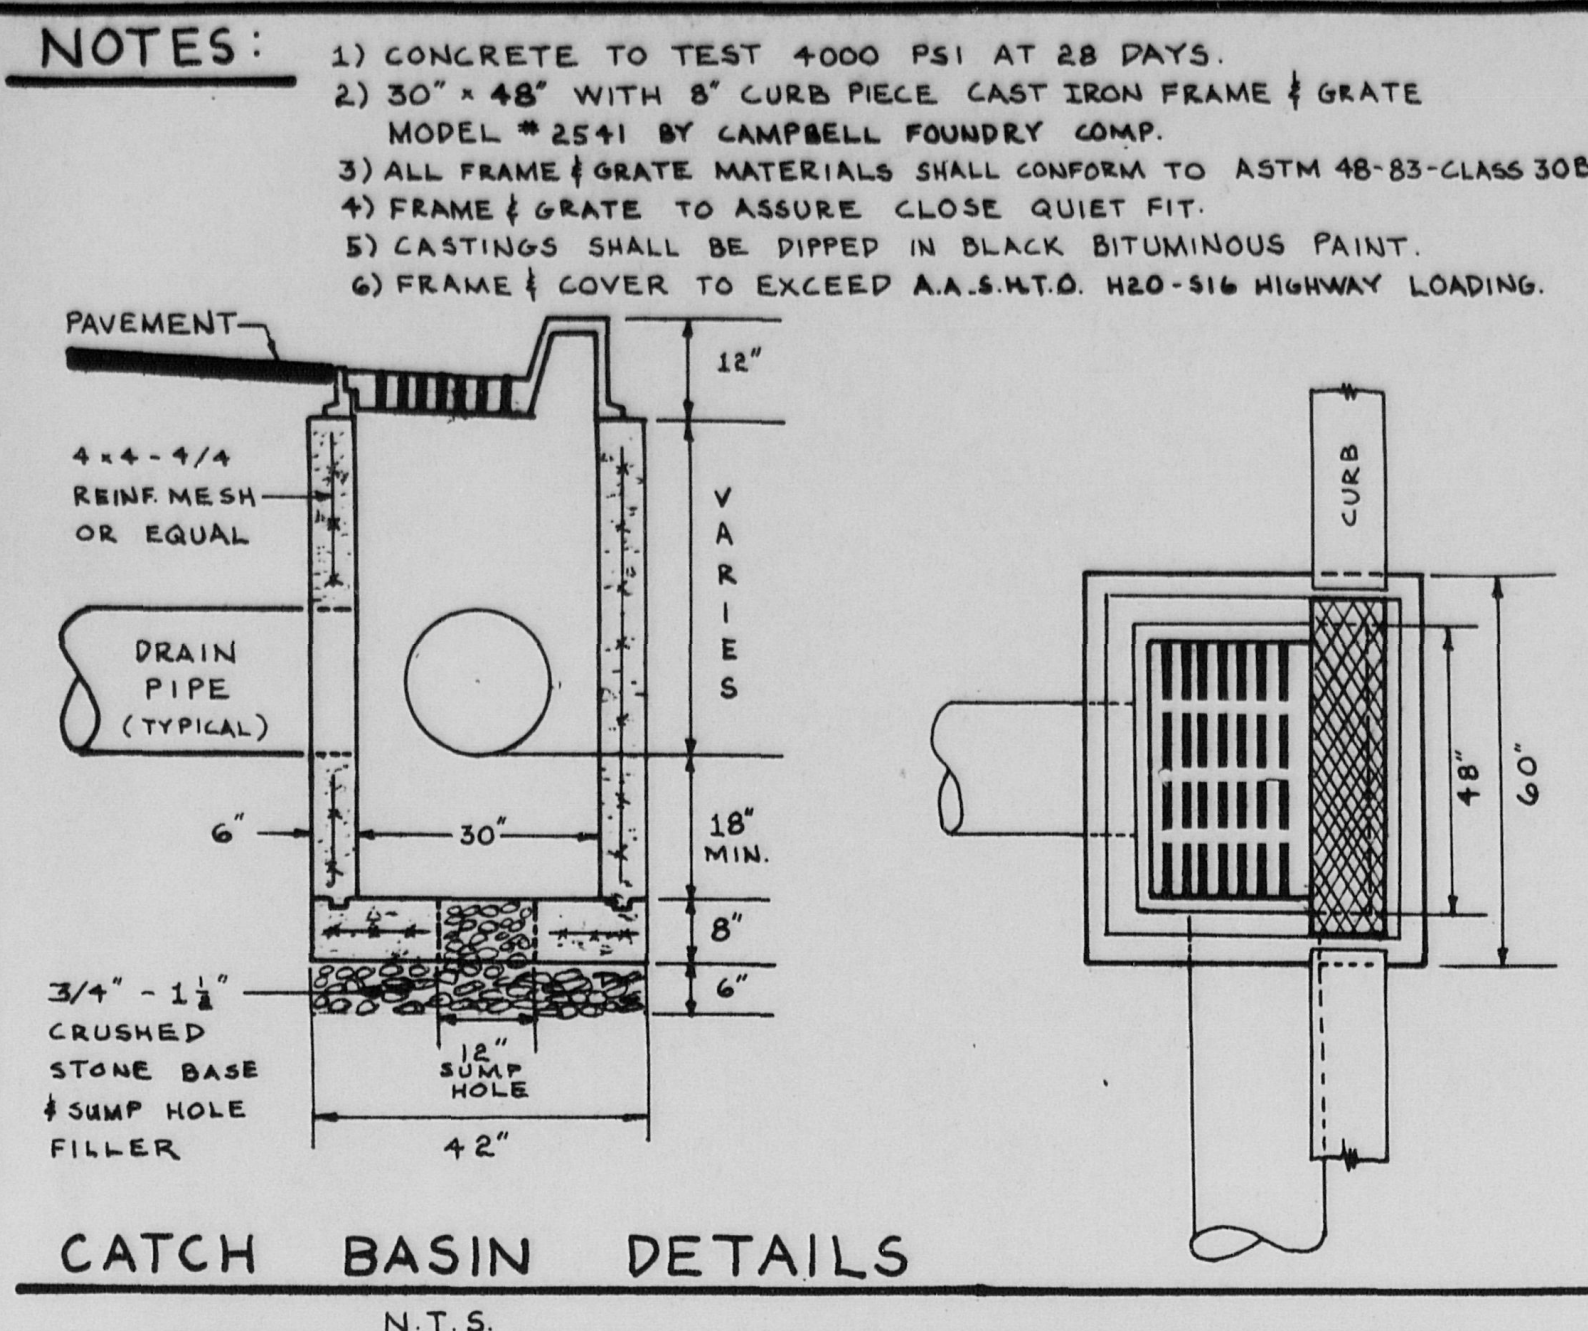 NOTES:
1) CONCRETE TO TEST 4000 PSI AT 28 DAYS.
2) 30" x 48" WITH 8" CURB PIECE CAST IRON FRAME & GRATE
MODEL # 2541 BY CAMPBELL FOUNDRY COMP.
3) ALL FRAME & GRATE MATERIALS SHALL CONFORM TO ASTM 48-83-CLASS 30B
4) FRAME & GRATE TO ASSURE CLOSE QUIET FIT.
5) CASTINGS SHALL BE DIPPED IN BLACK BITUMINOUS PAINT.
6) FRAME & COVER TO EXCEED A.A.S.H.T.O. H20-S16 HIGHWAY LOADING.
PAVEMENT
12"
4x4-4/4
REINF. MESH
OR EQUAL
VARIES
DRAIN
PIPE
(TYPICAL)
6"
30"
18"
MIN.
8"
6"
3/4" - 1 1/2"
CRUSHED
STONE BASE
& SUMP HOLE
FILLER
12"
SUMP
HOLE
42"
CURB
48"
60"
CATCH BASIN DETAILS
N.T.S.